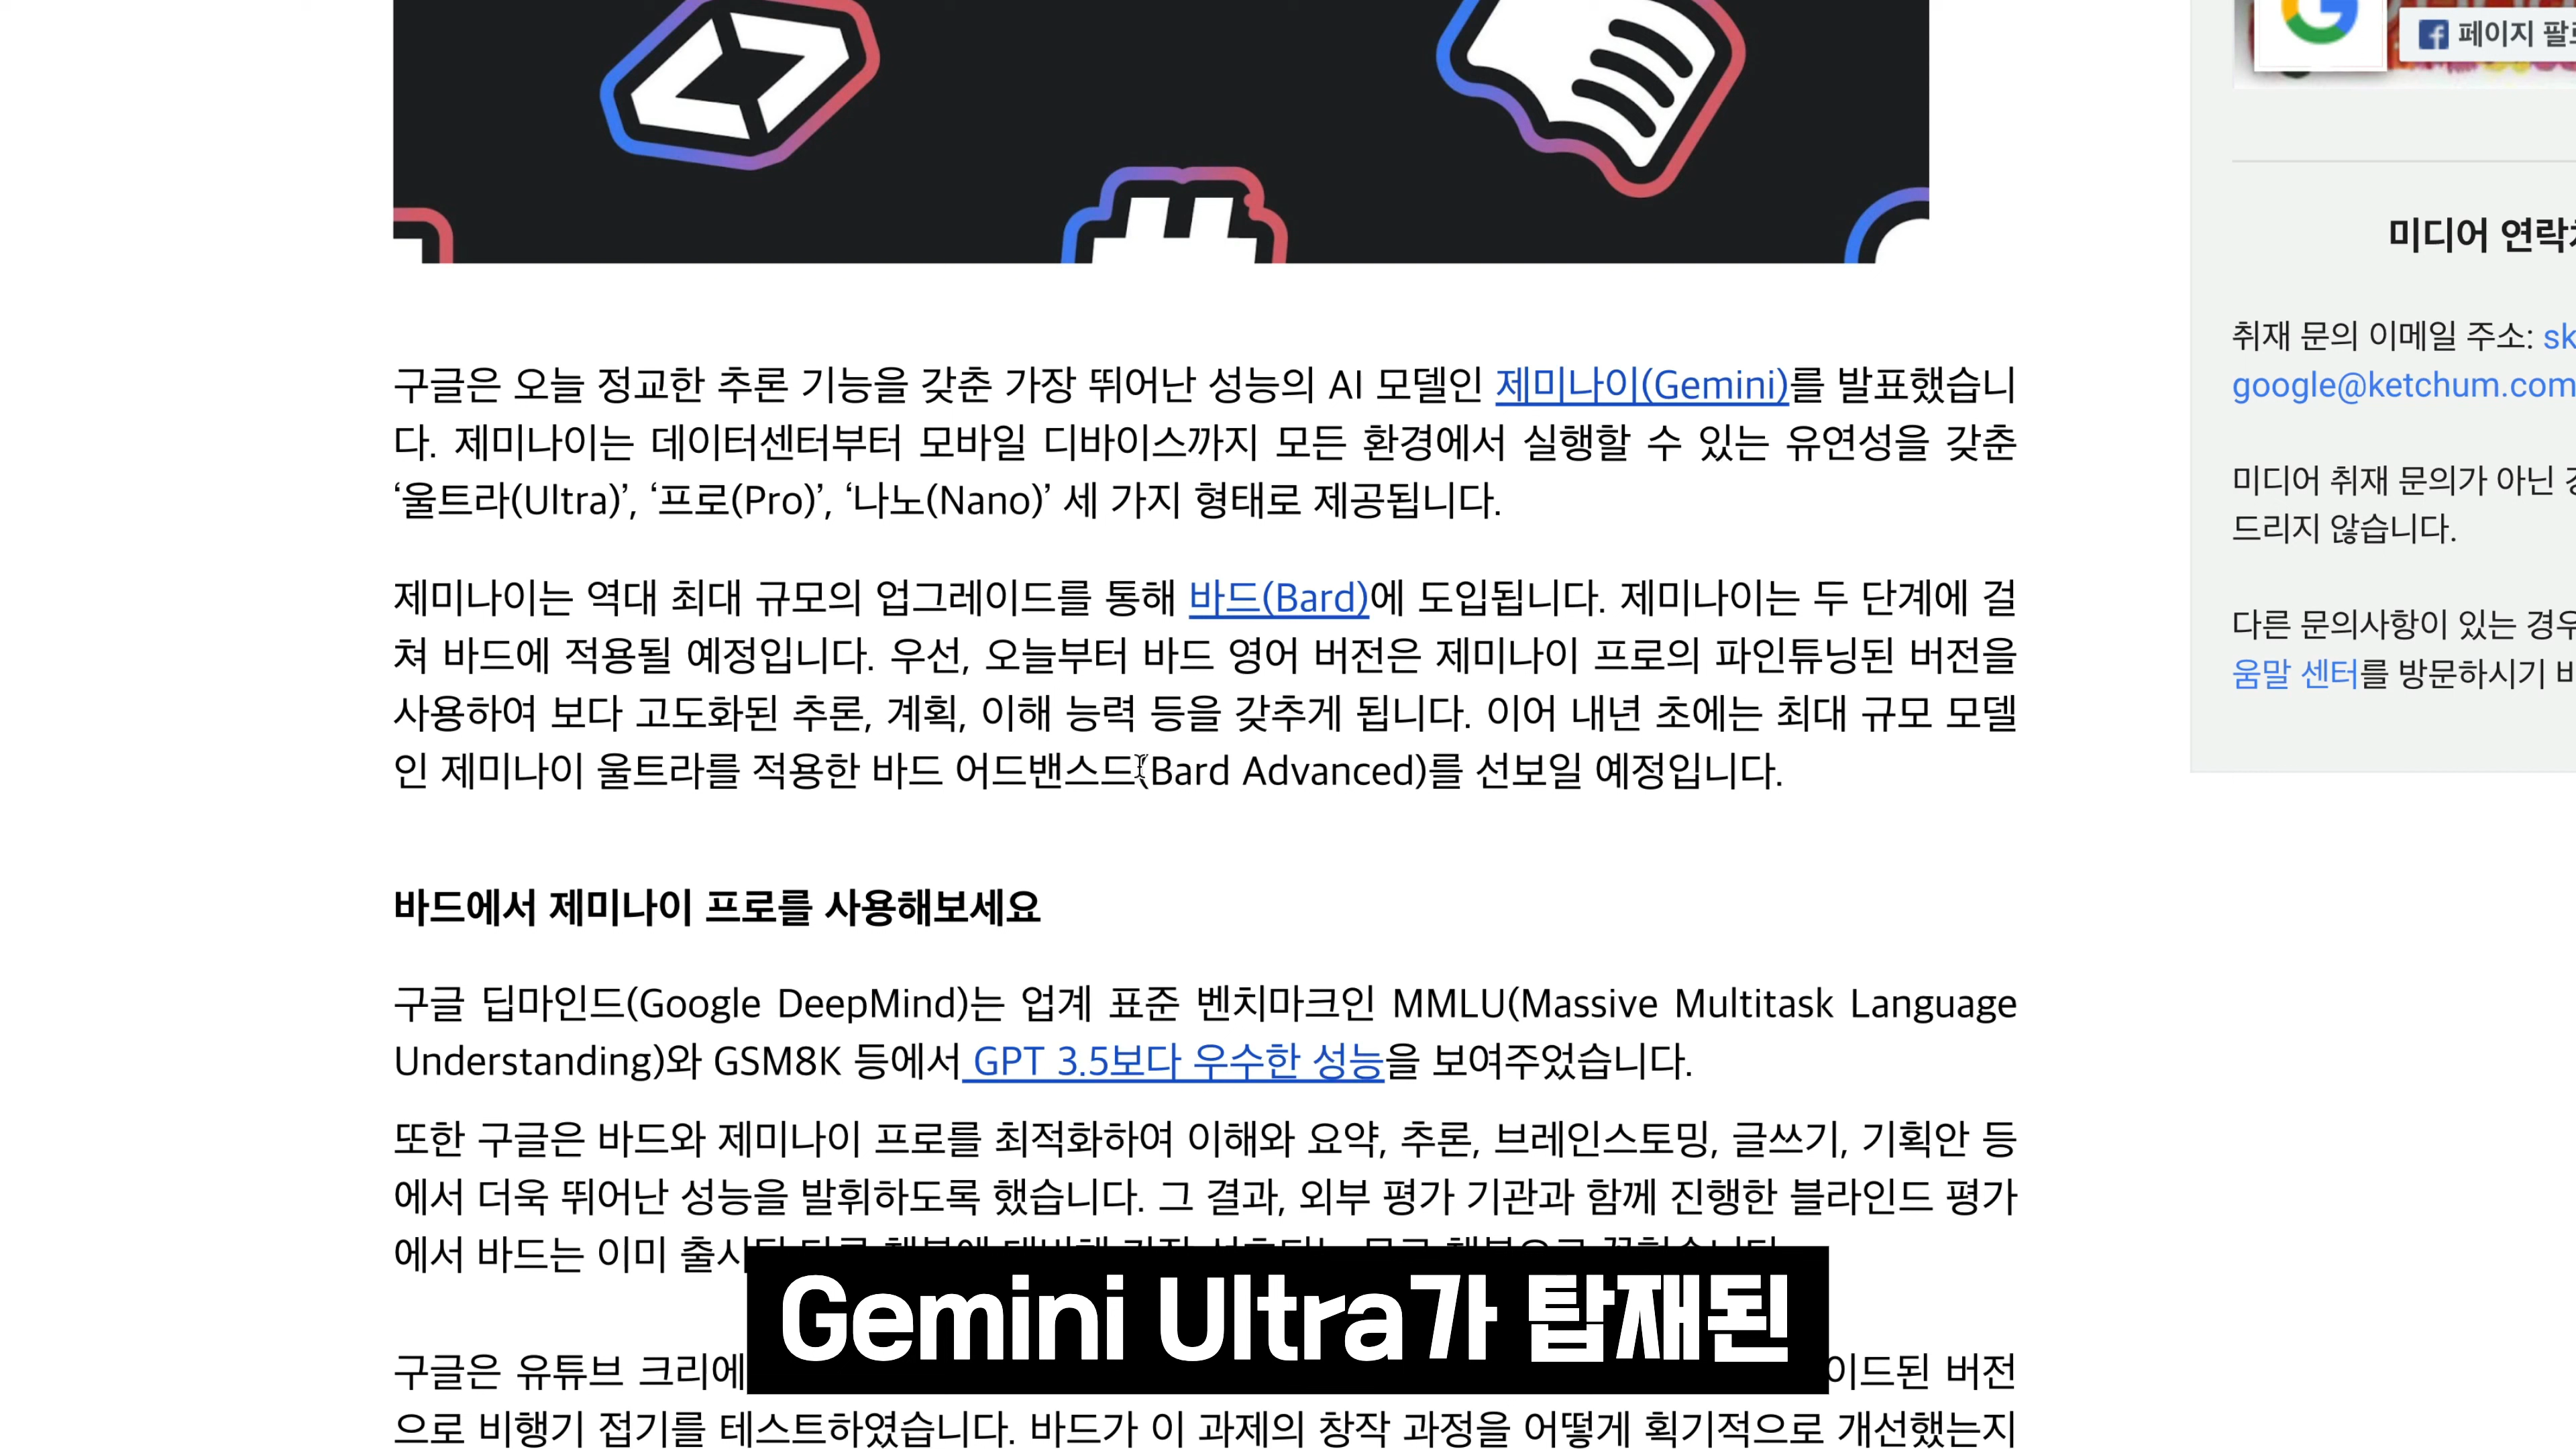 구글은 오늘 정교한 추론 기능을 갖춘 가장 뛰어난 성능의 AI 모델인 제미나이(Gemini)를 발표했습니
다. 제미나이는 데이터센터부터 모바일 디바이스까지 모든 환경에서 실행할 수 있는 유연성을 갖춘
‘울트라(Ultra)’, ‘프로(Pro)’, ‘나노(Nano)’ 세 가지 형태로 제공됩니다.
제미나이는 역대 최대 규모의 업그레이드를 통해 바드(Bard)에 도입됩니다. 제미나이는 두 단계에 걸
쳐 바드에 적용될 예정입니다. 우선, 오늘부터 바드 영어 버전은 제미나이 프로의 파인튜닝된 버전을
사용하여 보다 고도화된 추론, 계획, 이해 능력 등을 갖추게 됩니다. 이어 내년 초에는 최대 규모 모델
인 제미나이 울트라를 적용한 바드 어드밴스드(Bard Advanced)를 선보일 예정입니다.
바드에서 제미나이 프로를 사용해보세요
구글 딥마인드(Google DeepMind)는 업계 표준 벤치마크인 MMLU(Massive Multitask Language
Understanding)와 GSM8K 등에서 GPT 3.5보다 우수한 성능을 보여주었습니다.
또한 구글은 바드와 제미나이 프로를 최적화하여 이해와 요약, 추론, 브레인스토밍, 글쓰기, 기획안 등
에서 더욱 뛰어난 성능을 발휘하도록 했습니다. 그 결과, 외부 평가 기관과 함께 진행한 블라인드 평가
에서 바드는 이미
Gemini Ultra가 탑재된
구글은 유튜브 크리에 이드된 버전
으로 비행기 접기를 테스트하였습니다. 바드가 이 과제의 창작 과정을 어떻게 획기적으로 개선했는지
페이지
미디어
취재 문의 이메일 주소: sk
google@ketchum.com
미디어 취재 문의가 아닌
드리지 않습니다.
다른 문의사항이 있는 경우
움말 센터를 방문하시기